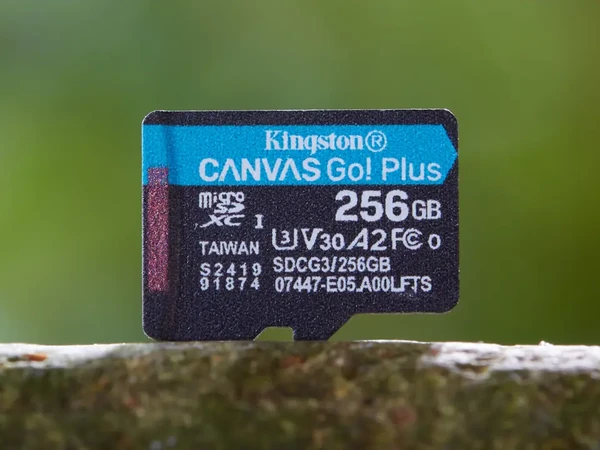 Kingston®
CANVAS Go! Plus
micro SD XC I
256GB
TAIWAN
U3 V30 A2 FC
S2419
SDCG3/256GB
91874
07447-E05.A00LFTS